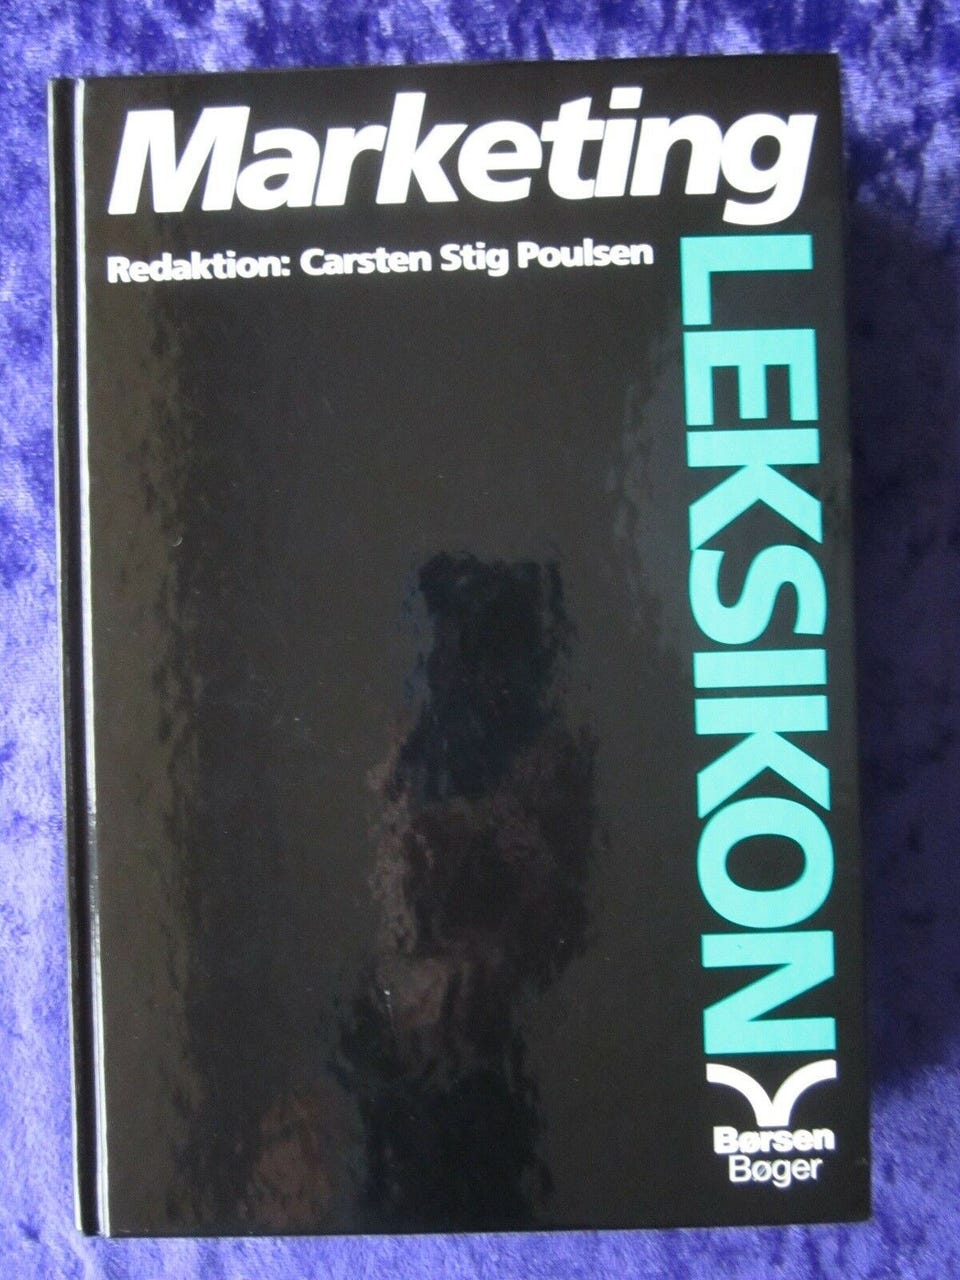 Marketing
Redaktion: Carsten Stig Poulsen
LEKSIKON
Børsen
Bøger